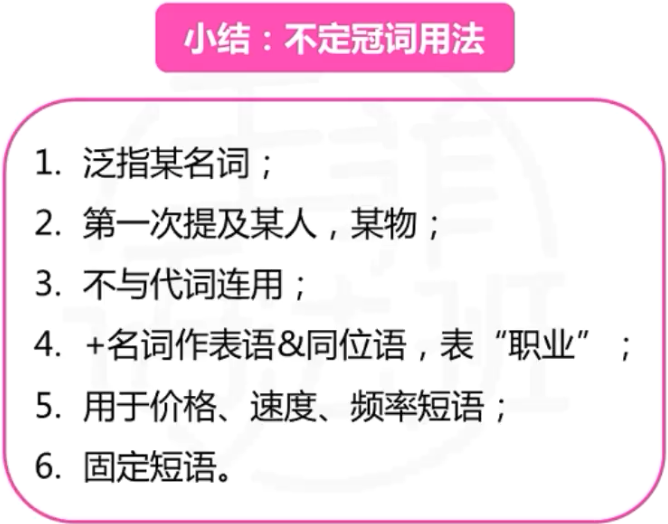 小结：不定冠词用法
1. 泛指某名词；
2. 第一次提及某人，某物；
3. 不与代词连用；
4. +名词作表语&同位语，表“职业”；
5. 用于价格、速度、频率短语；
6. 固定短语。